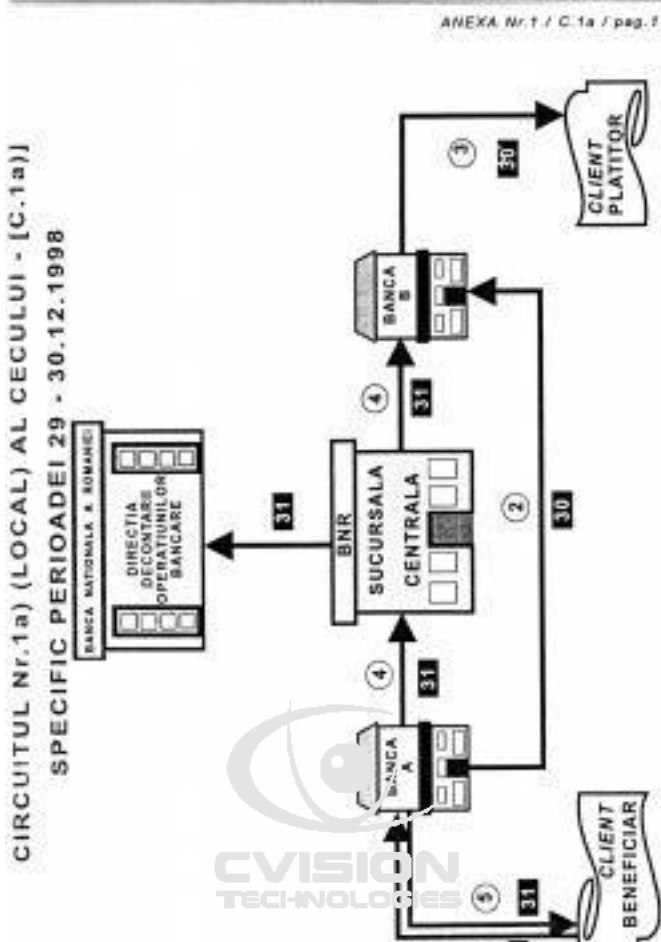 ANEXA Nr.1 / C.1a / pag.1
CIRCUITUL Nr.1a) (LOCAL) AL CECULUI - [C.1a)]
SPECIFIC PERIOADEI 29 - 30.12.1998
BANCA NATIONALA A ROMANIEI
DIRECTIA
DECONTARII
OPERATIUNILOR
BANCARE
31
BNR
SUCURSALA
CENTRALA
4
31
4
31
BANCA
A
BANCA
B
2
30
3
30
5
31
CLIENT
BENEFICIAR
CLIENT
PLATITOR
CVISION
TECHNOLOGIES